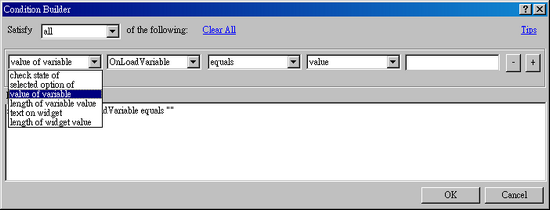 Condition Builder
Satisfy all of the following: Clear All Tips
value of variable OnLoadVariable equals value - +
check state of
selected option of
value of variable
length of variable value
text on widget
length of widget value
dVariable equals ""
OK Cancel